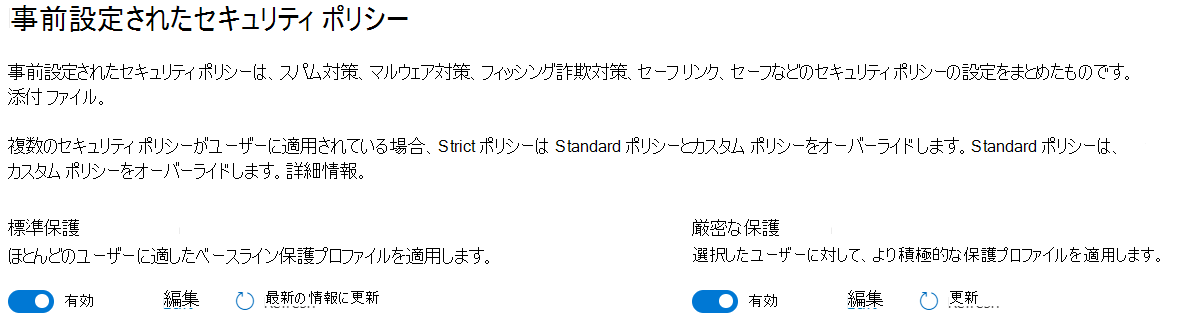 事前設定されたセキュリティ ポリシー
事前設定されたセキュリティポリシーは、スパム対策、マルウェア対策、フィッシング詐欺対策、セーフリンク、セーフなどのセキュリティポリシーの設定をまとめたものです。
添付 ファイル。
複数のセキュリティ ポリシーがユーザーに適用されている場合、Strict ポリシーは Standard ポリシーとカスタム ポリシーをオーバーライドします。Standard ポリシーは、
カスタム ポリシーをオーバーライドします。詳細情報。
標準保護
ほとんどのユーザーに適したベースライン保護プロファイルを適用します。
有効 編集 最新の情報に更新
厳密な保護
選択したユーザーに対して、より積極的な保護プロファイルを適用します。
有効 編集 更新